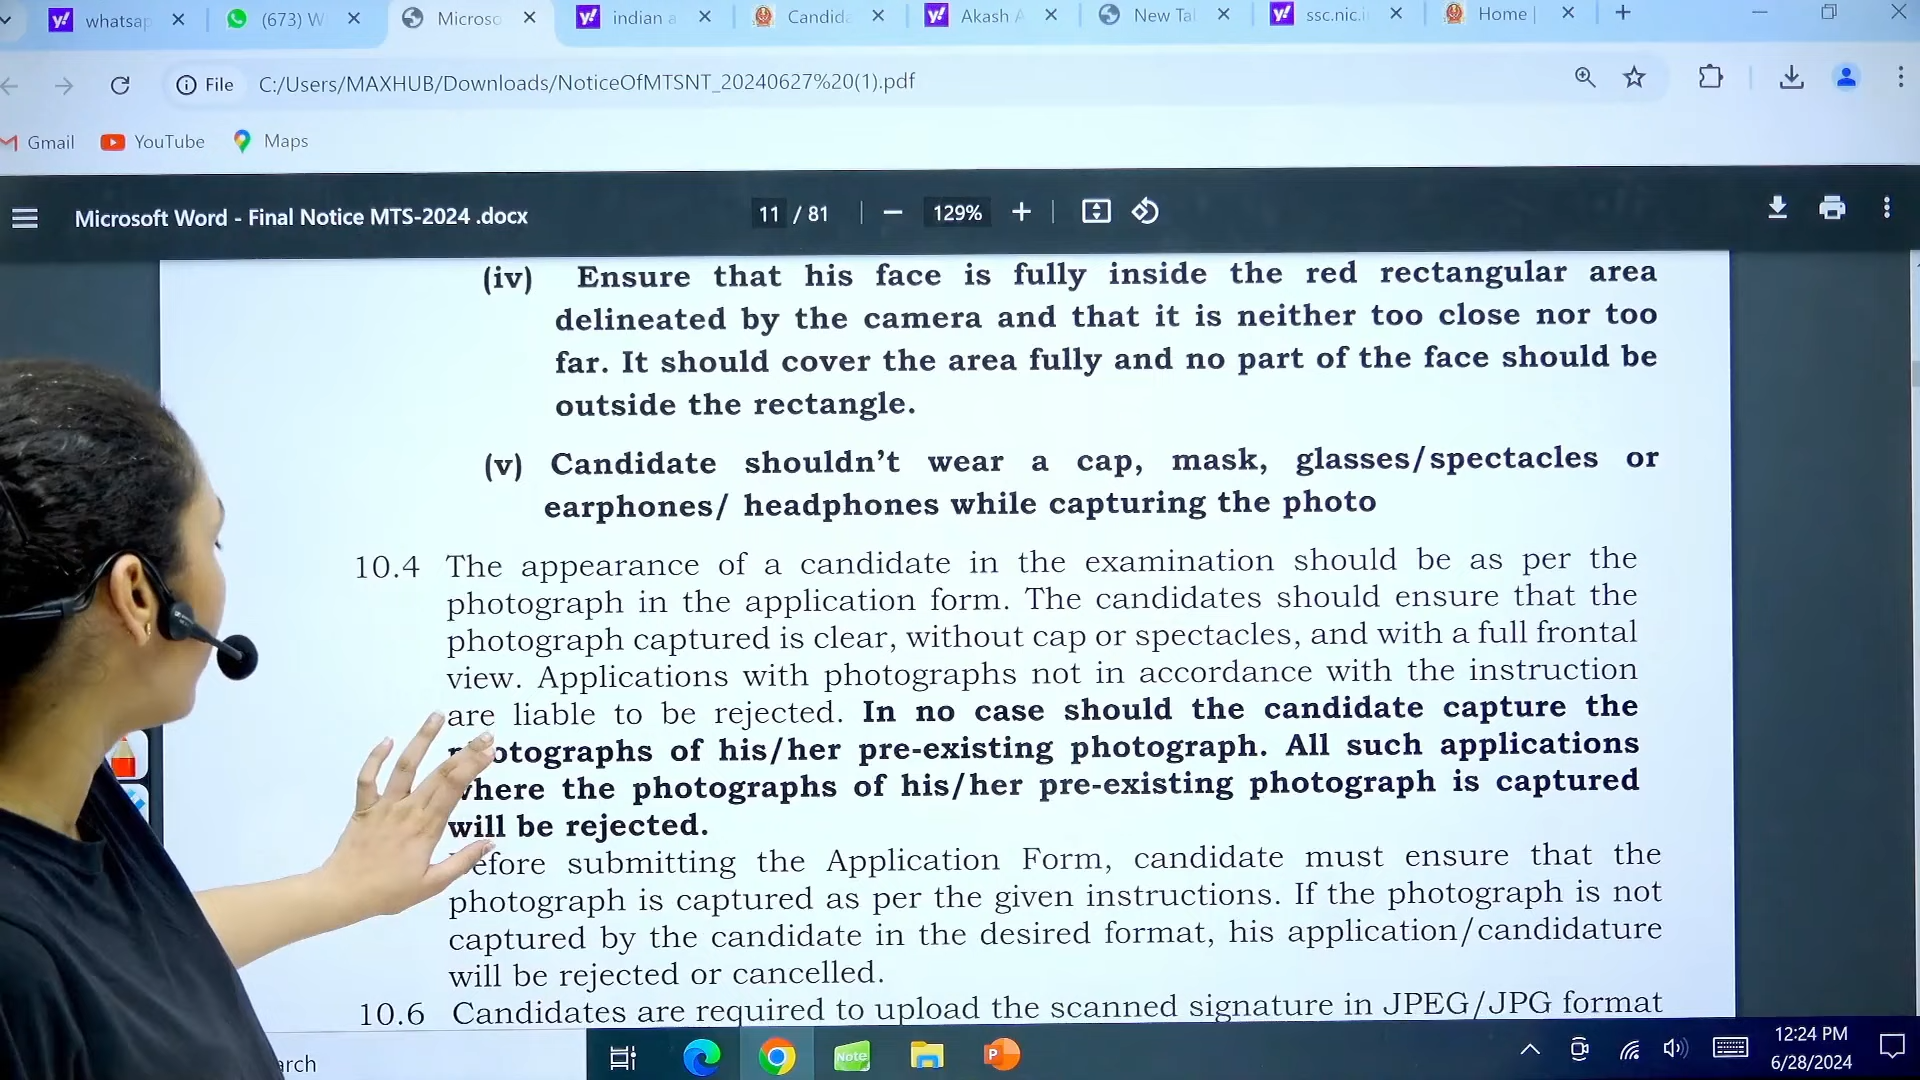 whatsap
(673) W
Microso
indian a
Candida
Akash A
New Ta
ssc.nic.i
Home |
File C:/Users/MAXHUB/Downloads/NoticeOfMTSNT_20240627%20(1).pdf
Gmail YouTube Maps
Microsoft Word - Final Notice MTS-2024 .docx 11 / 81 129%
(iv) Ensure that his face is fully inside the red rectangular area
delineated by the camera and that it is neither too close nor too
far. It should cover the area fully and no part of the face should be
outside the rectangle.
(v) Candidate shouldn't wear a cap, mask, glasses/spectacles or
earphones/ headphones while capturing the photo
10.4 The appearance of a candidate in the examination should be as per the
photograph in the application form. The candidates should ensure that the
photograph captured is clear, without cap or spectacles, and with a full frontal
view. Applications with photographs not in accordance with the instruction
are liable to be rejected. In no case should the candidate capture the
photographs of his/her pre-existing photograph. All such applications
where the photographs of his/her pre-existing photograph is captured
will be rejected.
Before submitting the Application Form, candidate must ensure that the
photograph is captured as per the given instructions. If the photograph is not
captured by the candidate in the desired format, his application/candidature
will be rejected or cancelled.
10.6 Candidates are required to upload the scanned signature in JPEG/JPG format
arch
Note
12:24 PM
6/28/2024